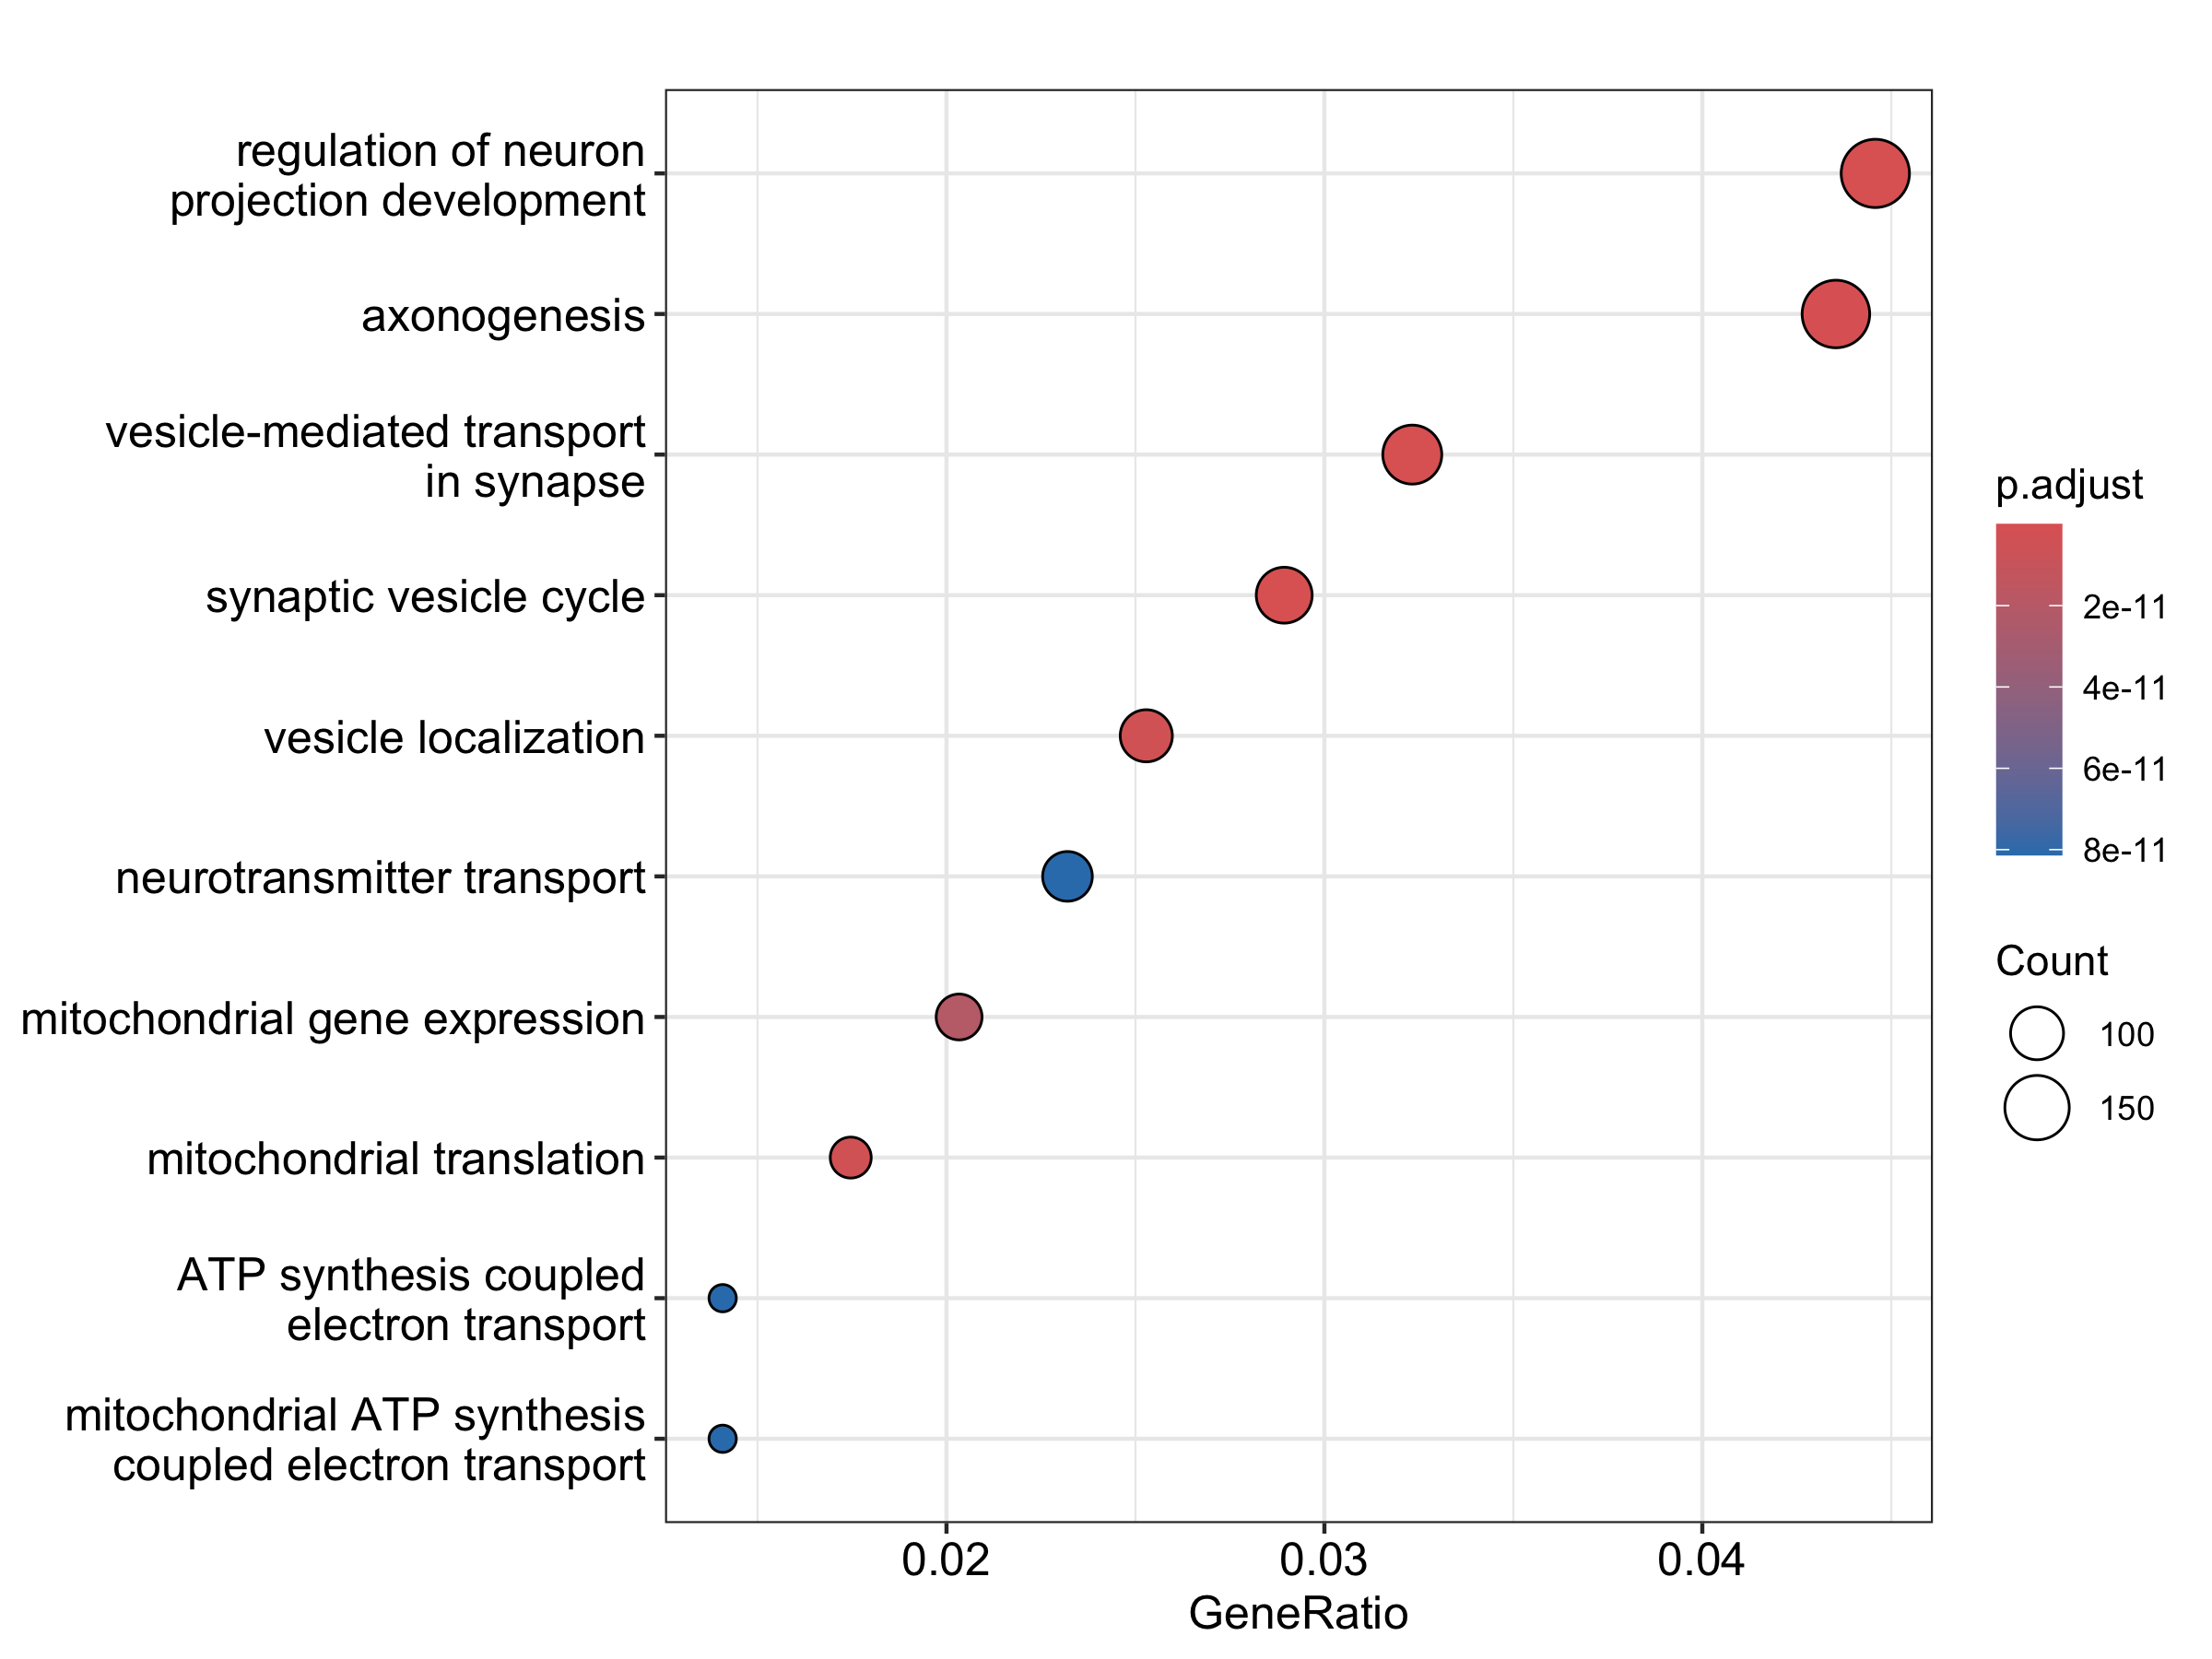 regulation of neuron
projection development
axonogenesis
vesicle-mediated transport
in synapse
synaptic vesicle cycle
vesicle localization
neurotransmitter transport
mitochondrial gene expression
mitochondrial translation
ATP synthesis coupled
electron transport
mitochondrial ATP synthesis
coupled electron transport
0.02
0.03
0.04
GeneRatio
p.adjust
2e-11
4e-11
6e-11
8e-11
Count
100
150